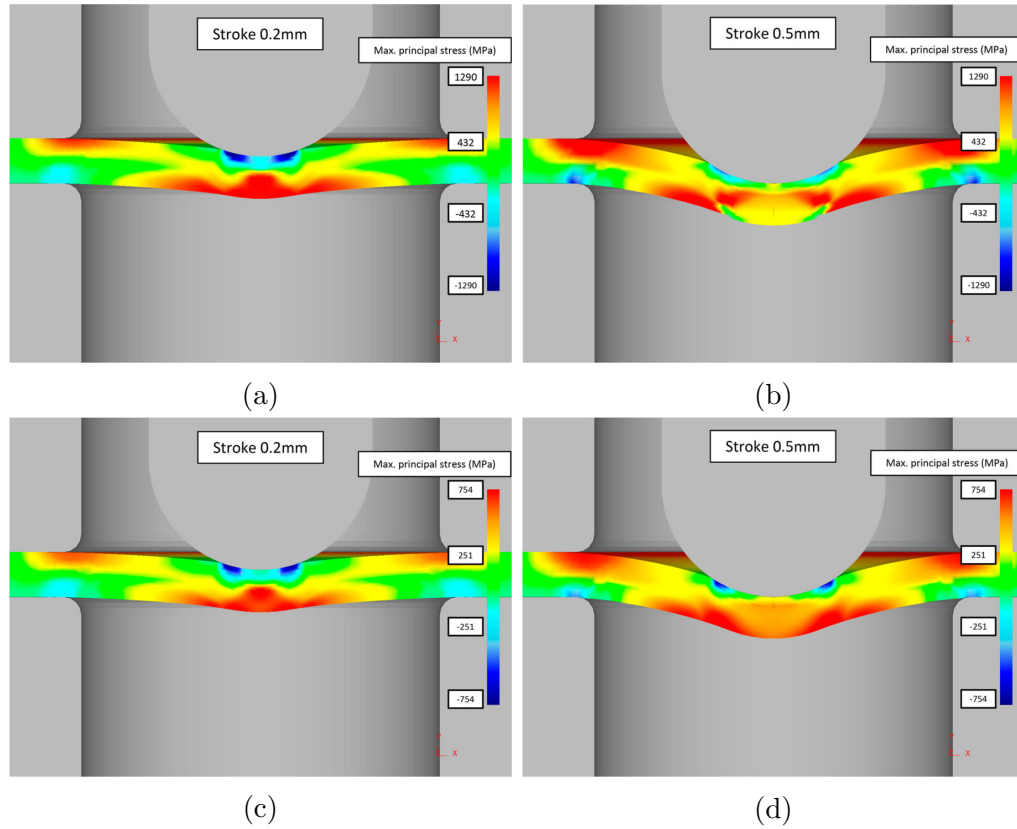 Stroke 0.2mm
Max. principal stress (MPa)
1290
432
-432
-1290
Y
X
(a)
Stroke 0.5mm
Max. principal stress (MPa)
1290
432
-432
-1290
Y
X
(b)
Stroke 0.2mm
Max. principal stress (MPa)
754
251
-251
-754
Y
X
(c)
Stroke 0.5mm
Max. principal stress (MPa)
754
251
-251
-754
Y
X
(d)